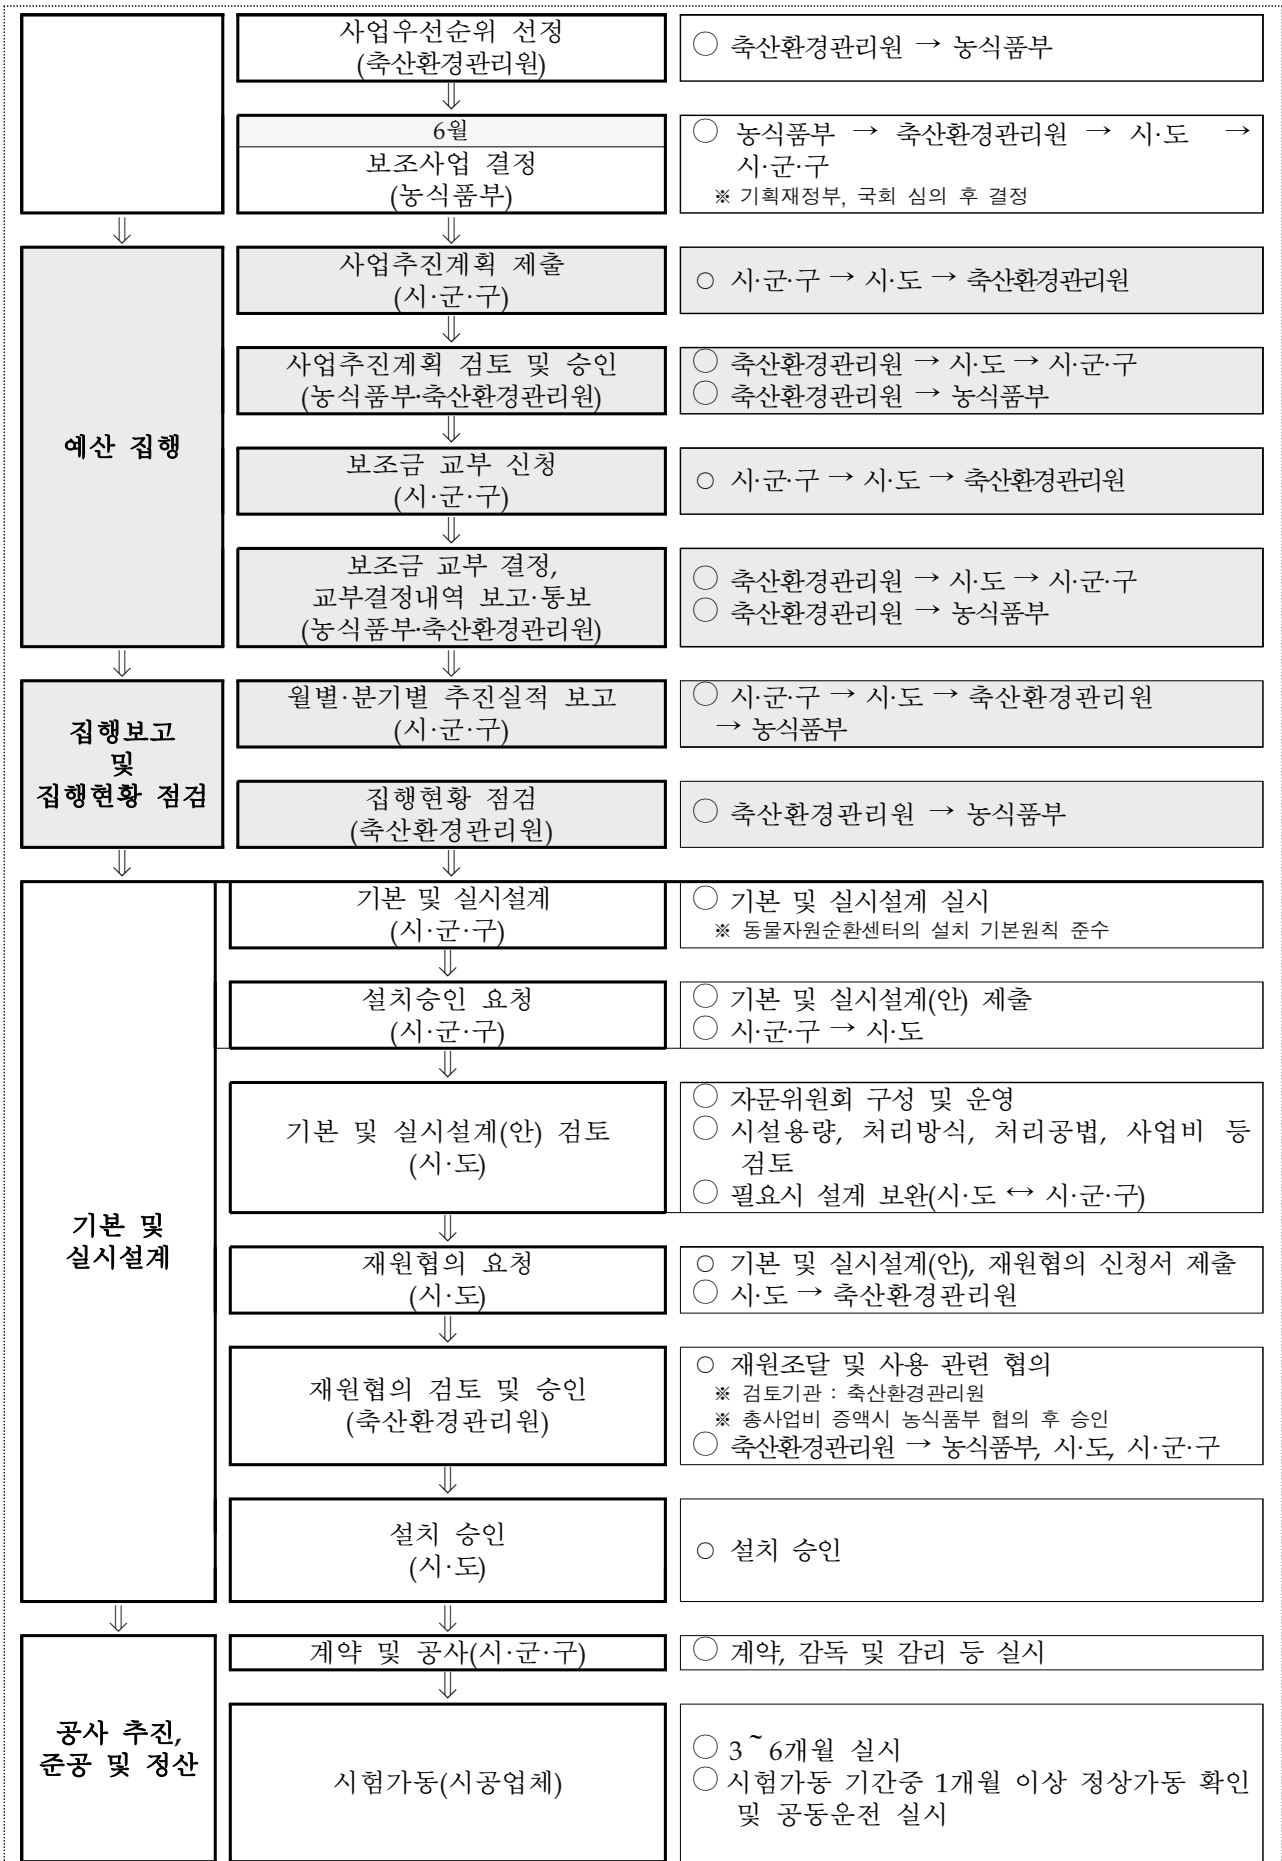 사업우선순위 선정
(축산환경관리원)
○ 축산환경관리원 → 농식품부
⇓
6월
보조사업 결정
(농식품부)
○ 농식품부 → 축산환경관리원 → 시·도 →
시·군·구
※ 기획재정부, 국회 심의 후 결정
⇓ ⇓
예산 집행
사업추진계획 제출
(시·군·구)
○ 시·군·구 → 시·도 → 축산환경관리원
⇓
사업추진계획 검토 및 승인
(농식품부·축산환경관리원)
○ 축산환경관리원 → 시·도 → 시·군·구
○ 축산환경관리원 → 농식품부
⇓
보조금 교부 신청
(시·군·구)
○ 시·군·구 → 시·도 → 축산환경관리원
⇓
보조금 교부 결정,
교부결정내역 보고·통보
(농식품부·축산환경관리원)
○ 축산환경관리원 → 시·도 → 시·군·구
○ 축산환경관리원 → 농식품부
⇓ ⇓
집행보고
및
집행현황 점검
월별·분기별 추진실적 보고
(시·군·구)
○ 시·군·구 → 시·도 → 축산환경관리원
→ 농식품부
집행현황 점검
(축산환경관리원)
○ 축산환경관리원 → 농식품부
⇓ ⇓
기본 및
실시설계
기본 및 실시설계
(시·군·구)
○ 기본 및 실시설계 실시
※ 동물자원순환센터의 설치 기본원칙 준수
⇓
설치승인 요청
(시·군·구)
○ 기본 및 실시설계(안) 제출
○ 시·군·구 → 시·도
⇓
기본 및 실시설계(안) 검토
(시·도)
○ 자문위원회 구성 및 운영
○ 시설용량, 처리방식, 처리공법, 사업비 등
검토
○ 필요시 설계 보완(시·도 ↔ 시·군·구)
⇓
재원협의 요청
(시·도)
○ 기본 및 실시설계(안), 재원협의 신청서 제출
○ 시·도 → 축산환경관리원
⇓
재원협의 검토 및 승인
(축산환경관리원)
○ 재원조달 및 사용 관련 협의
※ 검토기관 : 축산환경관리원
※ 총사업비 증액시 농식품부 협의 후 승인
○ 축산환경관리원 → 농식품부, 시·도, 시·군·구
⇓
설치 승인
(시·도)
○ 설치 승인
⇓
공사 추진,
준공 및 정산
계약 및 공사(시·군·구)
○ 계약, 감독 및 감리 등 실시
⇓
시험가동(시공업체)
○ 3~6개월 실시
○ 시험가동 기간중 1개월 이상 정상가동 확인
및 공동운전 실시